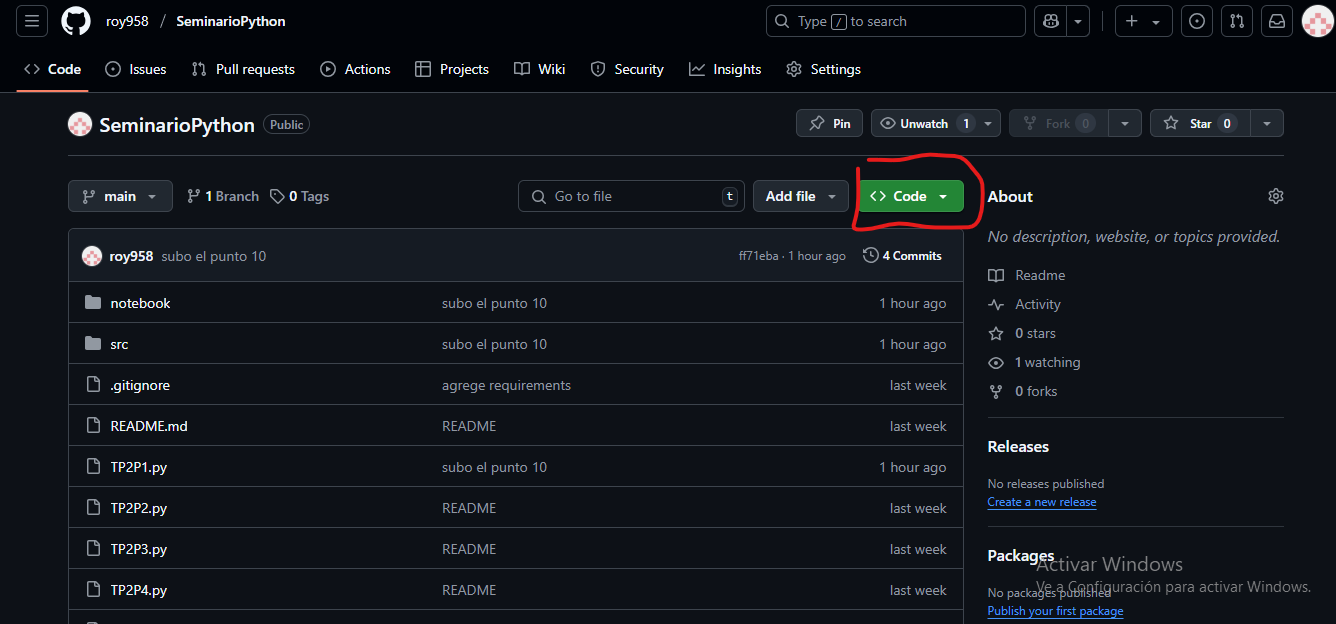 roy958 / SeminarioPython
Type / to search
Code Issues Pull requests Actions Projects Wiki Security Insights Settings
SeminarioPython Public
Pin Unwatch 1 Fork 0 Star 0
main 1 Branch 0 Tags Go to file t Add file Code
roy958 subo el punto 10 ff71eba · 1 hour ago 4 Commits
notebook subo el punto 10 1 hour ago
src subo el punto 10 1 hour ago
.gitignore agrege requirements last week
README.md README last week
TP2P1.py subo el punto 10 1 hour ago
TP2P2.py README last week
TP2P3.py README last week
TP2P4.py README last week
About
No description, website, or topics provided.
Readme
Activity
0 stars
1 watching
0 forks
Releases
No releases published
Create a new release
Packages
No packages published
Publish your first package
Activar Windows
Ve a Configuración para activar Windows.